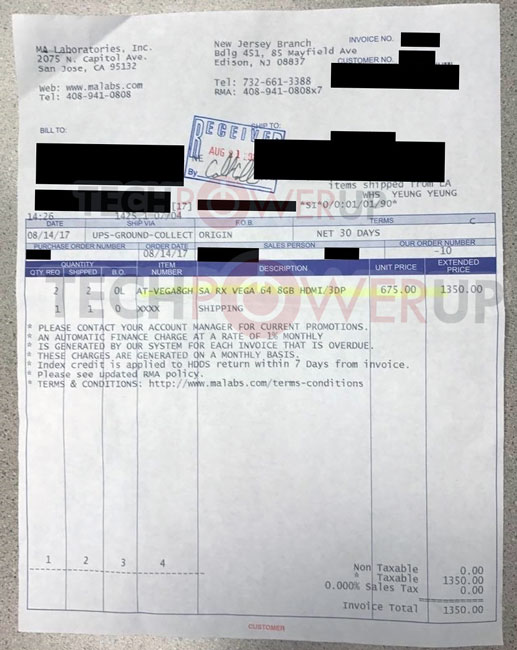 MA Laboratories, Inc.
2075 N. Capitol Ave.
San Jose, CA 95132
Web: www.malabs.com
Tel: 408-941-0808
New Jersey Branch
Bdlg 451, 85 Mayfield Ave
Edison, NJ 08837
Tel: 732-661-3388
RMA: 408-941-0808x7
INVOICE NO.
CUSTOMER NO.
BILL TO:
SHIP TO:
RECEIVED
AUG 21
By
NE
items shipped from LA
WHS YEUNG YEUNG
[17] *S1*0/0:01/01/90*
TECHPOWERUP
14:26
DATE SHIP VIA F.O.B. TERMS C
08/14/17 UPS-GROUND-COLLECT ORIGIN NET 30 DAYS
PURCHASE ORDER NUMBER ORDER DATE SALES PERSON OUR ORDER NUMBER
08/14/17 -10
QUANTITY ITEM NUMBER DESCRIPTION UNIT PRICE EXTENDED PRICE
QTY. REQ. SHIPPED B.O.
2 2 0L AT-VEGA8GH SA RX VEGA 64 8GB HDMI/3DP 675.00 1350.00
1 1 0 XXXX SHIPPING
* PLEASE CONTACT YOUR ACCOUNT MANAGER FOR CURRENT PROMOTIONS.
* AN AUTOMATIC FINANCE CHARGE AT A RATE OF 1% MONTHLY
* IS GENERATED BY OUR SYSTEM FOR EACH INVOICE THAT IS OVERDUE.
* THESE CHARGES ARE GENERATED ON A MONTHLY BASIS.
* Index credit is applied to HDDS return within 7 Days from invoice.
* Please see updated RMA policy.
* TERMS & CONDITIONS: http://www.malabs.com/terms-conditions
1 2 3 4
Non Taxable 0.00
* Taxable 1350.00
0.000% Sales Tax 0.00
Invoice Total 1350.00
CUSTOMER